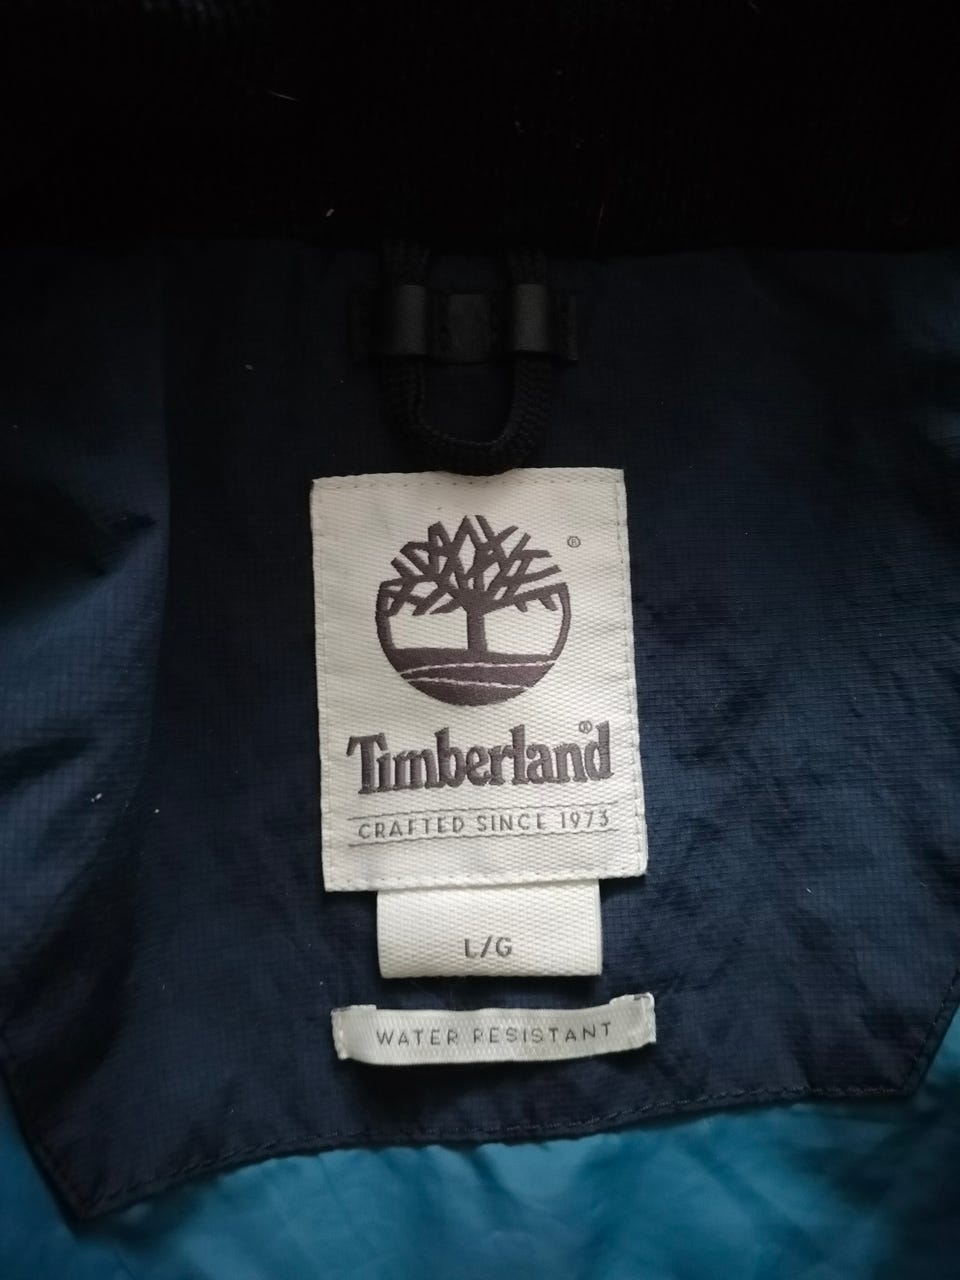 ®
Timberland®
CRAFTED SINCE 1973
L/G
WATER RESISTANT